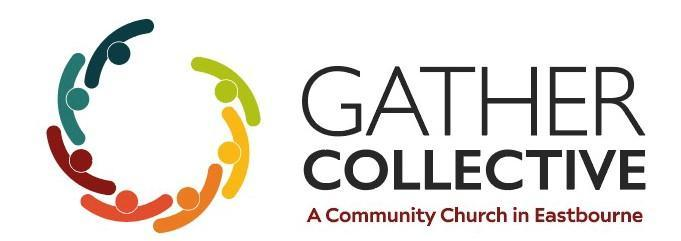 GATHER
COLLECTIVE
A Community Church in Eastbourne